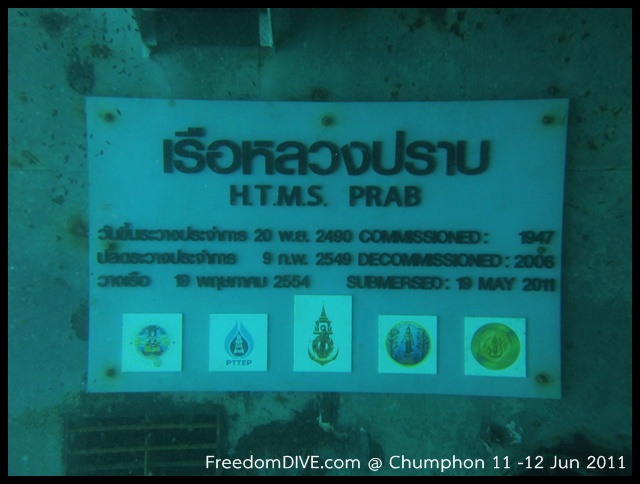 เรือหลวงปราบ
H.T.M.S. PRAB
วันขึ้นระวางประจำการ 20 พ.ย. 2490 COMMISSIONED: 1947
ปลดระวางประจำการ 9 ก.พ. 2549 DECOMMISSIONED: 2006
วางเรือ 19 พฤษภาคม 2554 SUBMERSED: 19 MAY 2011
PTTEP
FreedomDIVE.com @ Chumphon 11 -12 Jun 2011